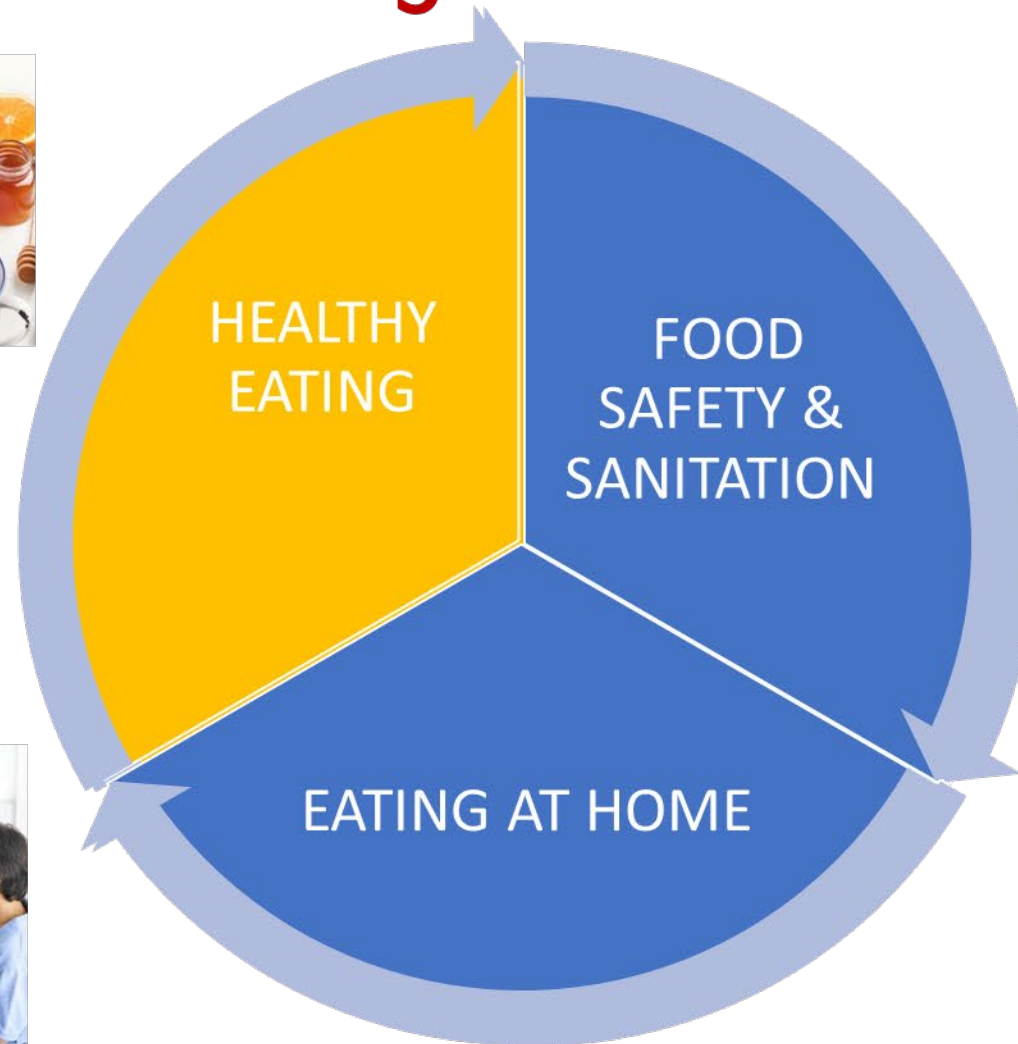 HEALTHY
EATING
FOOD
SAFETY &
SANITATION
EATING AT HOME